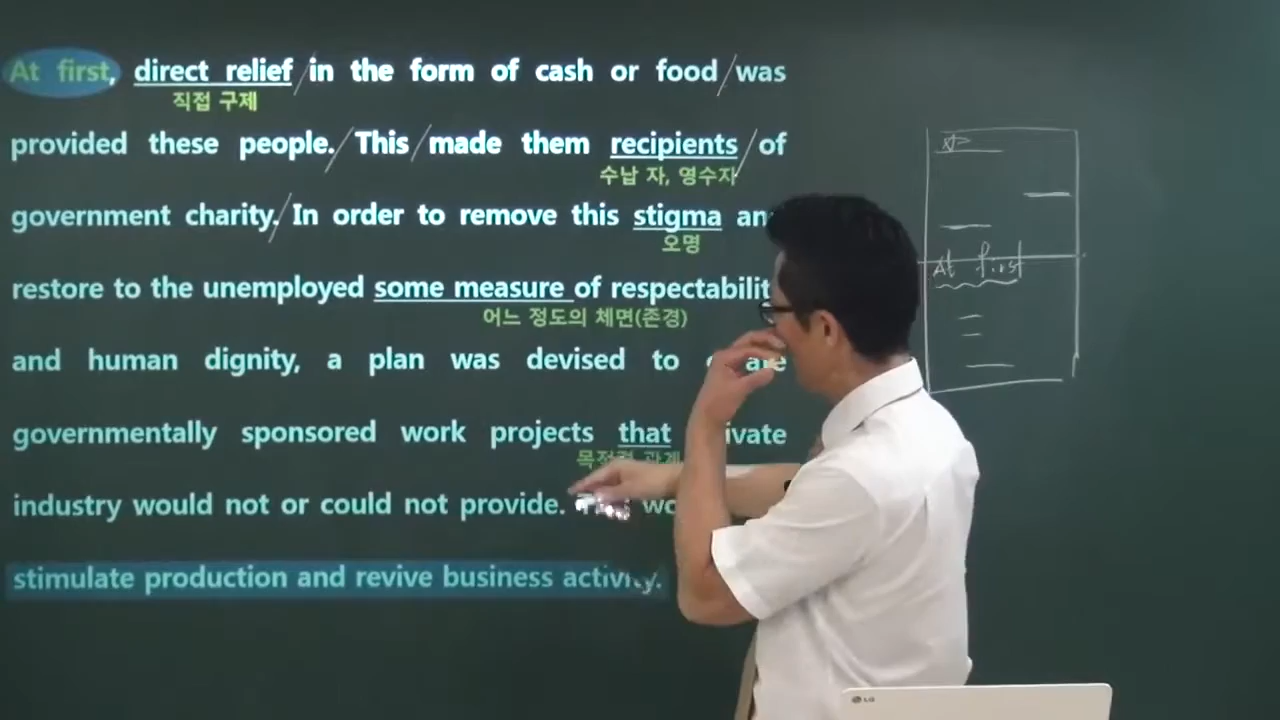 At first, direct relief in the form of cash or food was
직접 구제
provided these people. This made them recipients of
수납 자, 영수자
government charity. In order to remove this stigma
오명
restore to the unemployed some measure of
어느 정도의 체면(존경)
and human dignity, a plan was devised to
governmentally sponsored work projects that
industry would not or could not provide.
stimulate production and revive business activity.
At first
LG